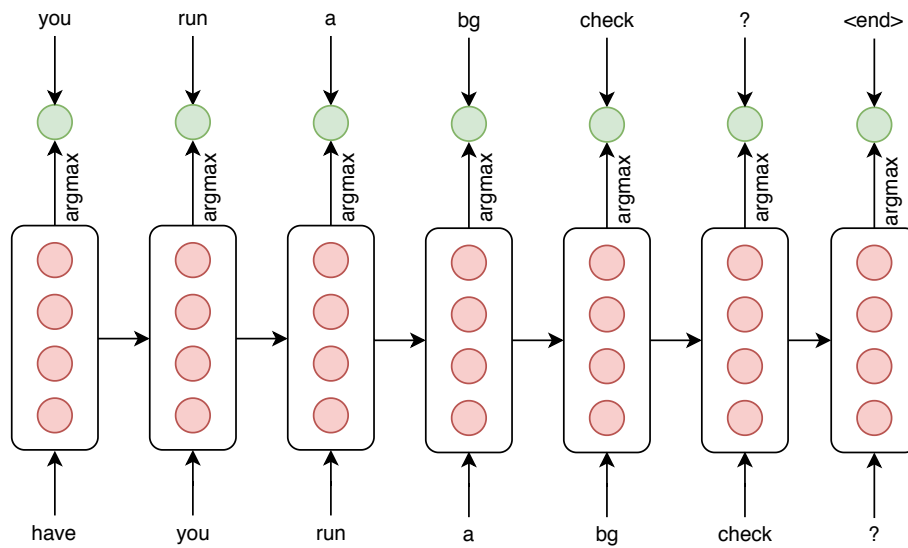 you run a bg check ? <end>
argmax argmax argmax argmax argmax argmax argmax
have you run a bg check ?